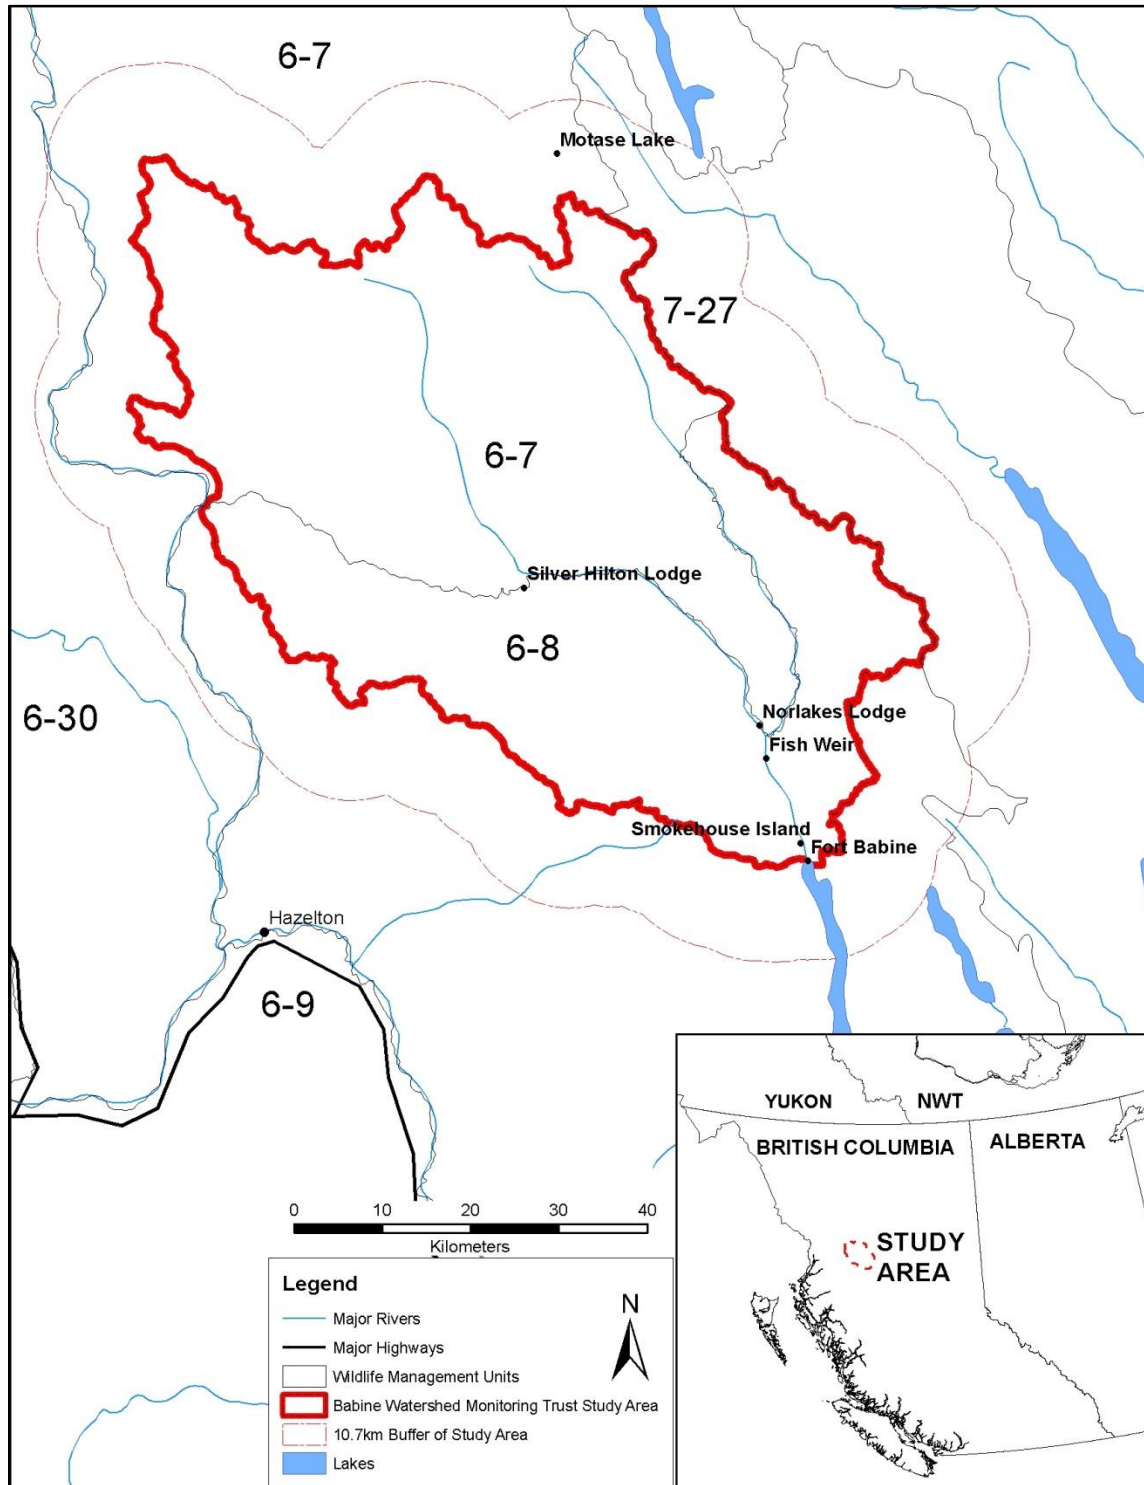 6-7
Motase Lake
7-27
6-7
Silver Hilton Lodge
6-8
6-30
Norlakes Lodge
Fish Weir
Smokehouse Island
Fort Babine
Hazelton
6-9
0 10 20 30 40
Kilometers
Legend
Major Rivers
Major Highways
Wildlife Management Units
Babine Watershed Monitoring Trust Study Area
10.7km Buffer of Study Area
Lakes
N
YUKON
NWT
BRITISH COLUMBIA
ALBERTA
STUDY
AREA